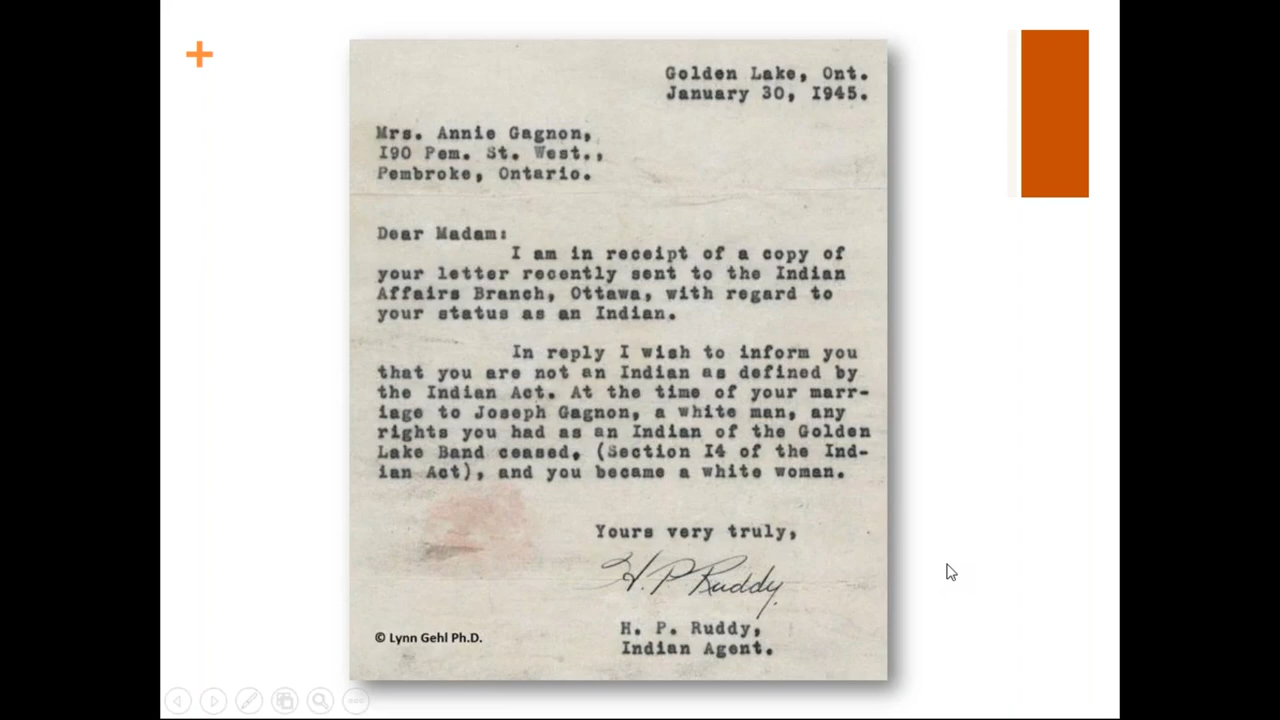 Golden Lake, Ont.
January 30, 1945.
Mrs. Annie Gagnon,
190 Pem. St. West.,
Pembroke, Ontario.
Dear Madam:
I am in receipt of a copy of
your letter recently sent to the Indian
Affairs Branch, Ottawa, with regard to
your status as an Indian.
In reply I wish to inform you
that you are not an Indian as defined by
the Indian Act. At the time of your marr-
iage to Joseph Gagnon, a white man, any
rights you had as an Indian of the Golden
Lake Band ceased, (Section 14 of the Ind-
ian Act), and you became a white woman.
Yours very truly,
H. P Ruddy.
H. P. Ruddy,
Indian Agent.
© Lynn Gehl Ph.D.